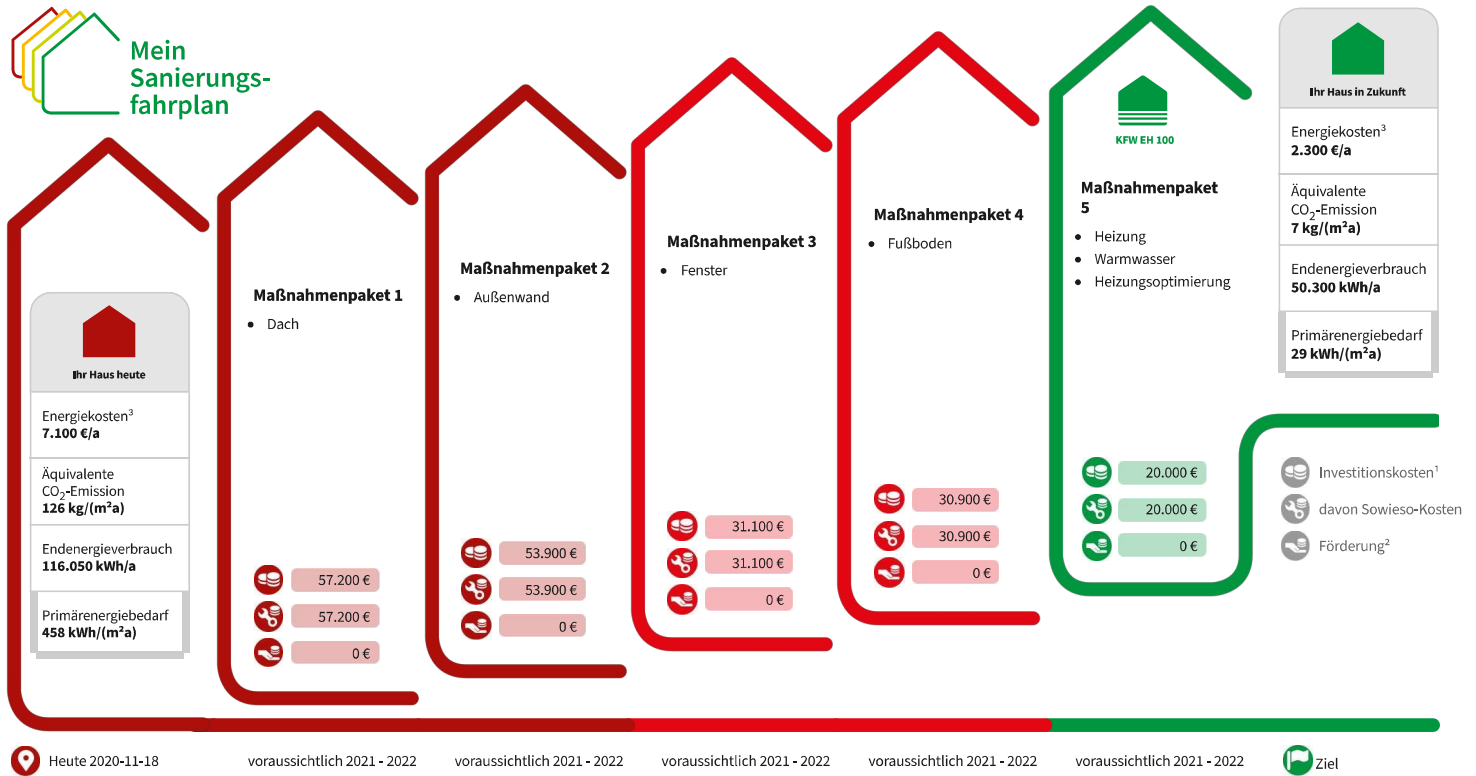 Mein
Sanierungs-
fahrplan
Ihr Haus heute
Energiekosten³
7.100 €/a
Äquivalente
CO₂-Emission
126 kg/(m²a)
Endenergieverbrauch
116.050 kWh/a
Primärenergiebedarf
458 kWh/(m²a)
Maßnahmenpaket 1
• Dach
57.200 €
57.200 €
0 €
Maßnahmenpaket 2
• Außenwand
53.900 €
53.900 €
0 €
Maßnahmenpaket 3
• Fenster
31.100 €
31.100 €
0 €
Maßnahmenpaket 4
• Fußboden
30.900 €
30.900 €
0 €
KFW EH 100
Maßnahmenpaket
5
• Heizung
• Warmwasser
• Heizungsoptimierung
20.000 €
20.000 €
0 €
Ihr Haus in Zukunft
Energiekosten³
2.300 €/a
Äquivalente
CO₂-Emission
7 kg/(m²a)
Endenergieverbrauch
50.300 kWh/a
Primärenergiebedarf
29 kWh/(m²a)
Investitionskosten¹
davon Sowieso-Kosten
Förderung²
Heute 2020-11-18
voraussichtlich 2021 - 2022
voraussichtlich 2021 - 2022
voraussichtlich 2021 - 2022
voraussichtlich 2021 - 2022
voraussichtlich 2021 - 2022
Ziel